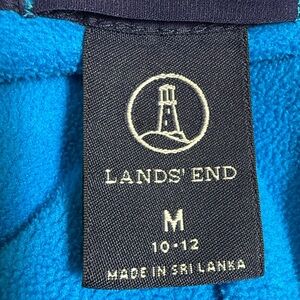 LANDS' END
M
10-12
MADE IN SRI LANKA